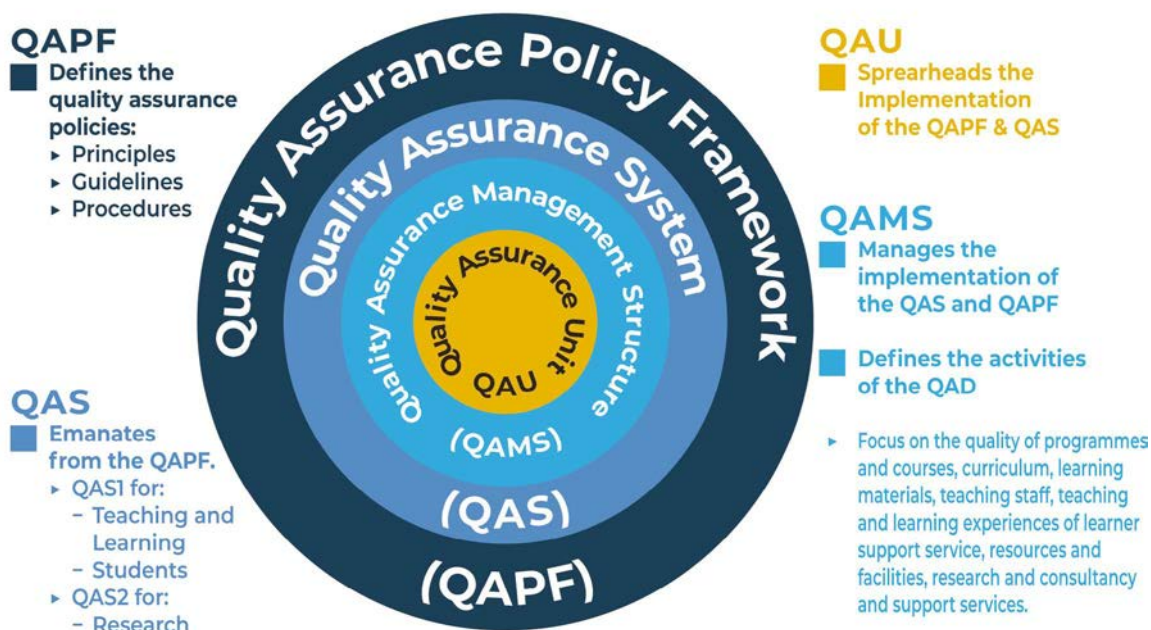 QAPF
Defines the
quality assurance
policies:
▸ Principles
▸ Guidelines
▸ Procedures
QAS
Emanates
from the QAPF.
▸ QAS1 for:
– Teaching and
Learning
– Students
▸ QAS2 for:
– Research
Quality Assurance Policy Framework
(QAPF)
Quality Assurance System
(QAS)
Quality Assurance Management Structure
(QAMS)
Quality Assurance Unit
QAU
QAU
Sprearheads the
Implementation
of the QAPF & QAS
QAMS
Manages the
implementation of
the QAS and QAPF
Defines the activities
of the QAD
▸ Focus on the quality of programmes
and courses, curriculum, learning
materials, teaching staff, teaching
and learning experiences of learner
support service, resources and
facilities, research and consultancy
and support services.